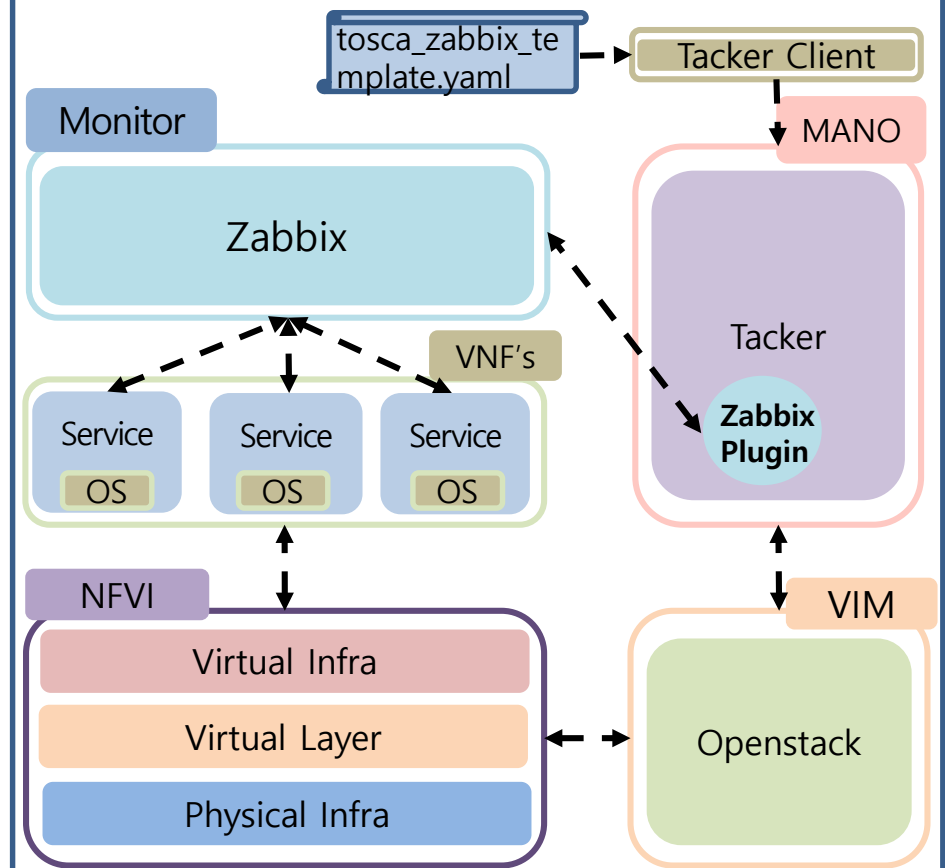 tosca_zabbix_te
mplate.yaml
Tacker Client
Monitor
MANO
Zabbix
Tacker
VNF's
Zabbix
Plugin
Service
Service
Service
OS
OS
OS
NFVI
VIM
Virtual Infra
Virtual Layer
Openstack
Physical Infra